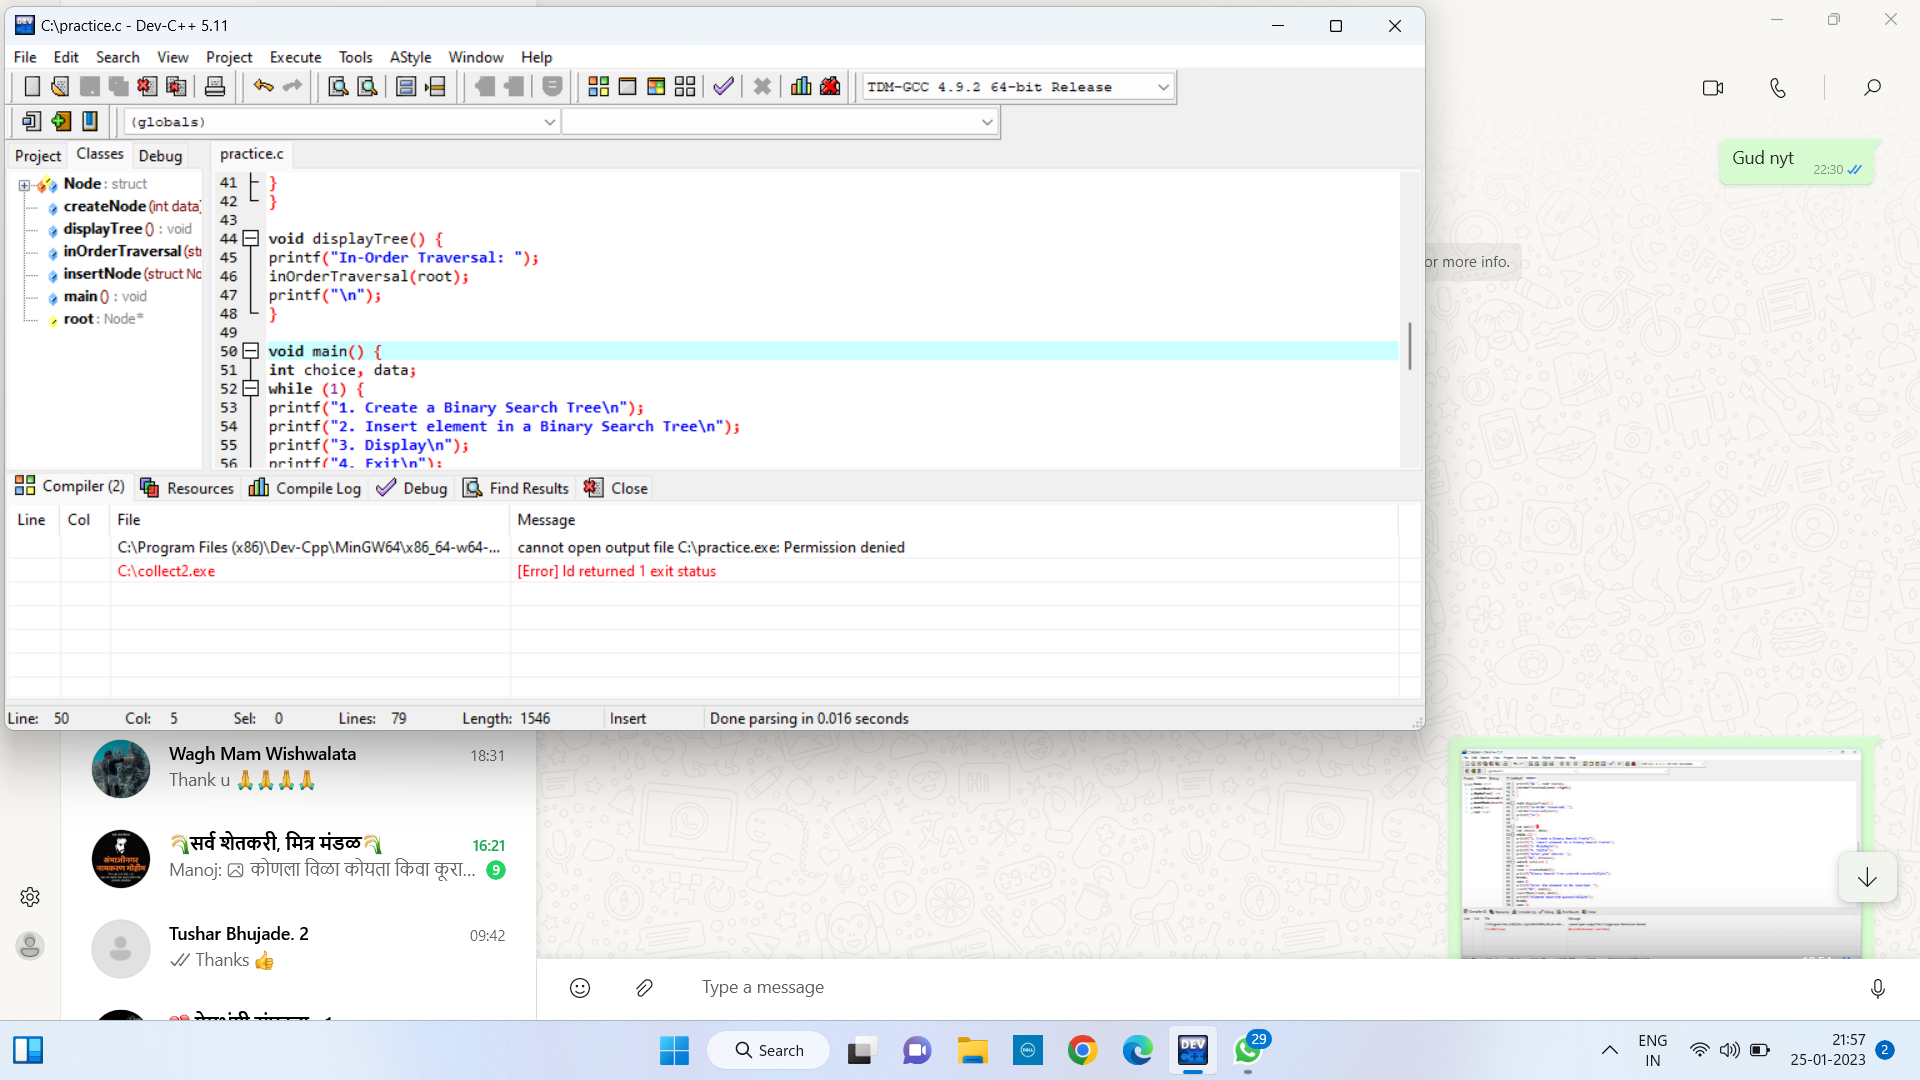 C:\practice.c - Dev-C++ 5.11
File Edit Search View Project Execute Tools AStyle Window Help
TDM-GCC 4.9.2 64-bit Release
(globals)
Project Classes Debug
practice.c
Node : struct
createNode (int data)
displayTree () : void
inOrderTraversal (str
insertNode (struct No
main () : void
root : Node*
41 }
42 }
43
44 void displayTree() {
45 printf("In-Order Traversal: ");
46 inOrderTraversal(root);
47 printf("\n");
48 }
49
50 void main() {
51 int choice, data;
52 while (1) {
53 printf("1. Create a Binary Search Tree\n");
54 printf("2. Insert element in a Binary Search Tree\n");
55 printf("3. Display\n");
56 printf("4. Exit\n");
Compiler (2) Resources Compile Log Debug Find Results Close
Line Col File Message
C:\Program Files (x86)\Dev-Cpp\MinGW64\x86_64-w64-... cannot open output file C:\practice.exe: Permission denied
C:\collect2.exe [Error] ld returned 1 exit status
Line: 50 Col: 5 Sel: 0 Lines: 79 Length: 1546 Insert Done parsing in 0.016 seconds
Gud nyt
22:30
or more info.
Wagh Mam Wishwalata 18:31
Thank u 🙏🙏🙏🙏
🌾सर्व शेतकरी, मित्र मंडळ🌾 16:21
Manoj: कोणला विळा कोयता किवा कूरा... 9
Tushar Bhujade. 2 09:42
Thanks 👍
Type a message
Search
DEV C++
29
ENG
IN
21:57
25-01-2023
2